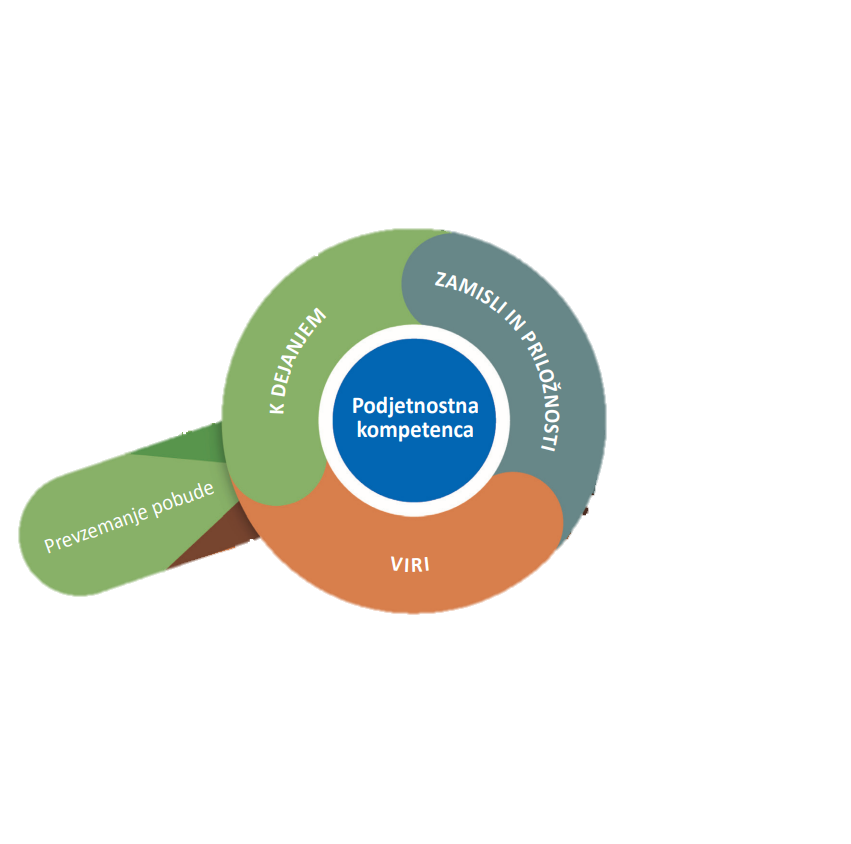 ZAMISLI IN PRILOŽNOSTI
K DEJANJEM
Podjetnostna
kompetenca
Prevzemanje pobude
VIRI